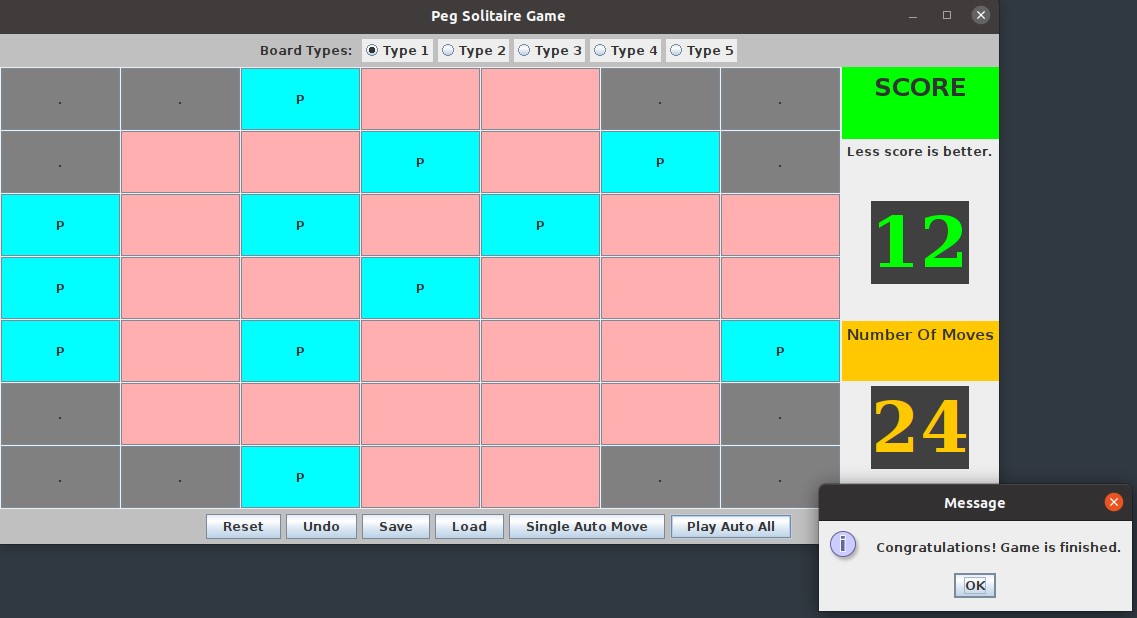 Peg Solitaire Game
Board Types: Type 1 Type 2 Type 3 Type 4 Type 5
. . P . .
. P P .
P P P
P P
P P P
. .
. . P . .
SCORE
Less score is better.
12
Number Of Moves
24
Reset Undo Save Load Single Auto Move Play Auto All
Message
i Congratulations! Game is finished.
OK